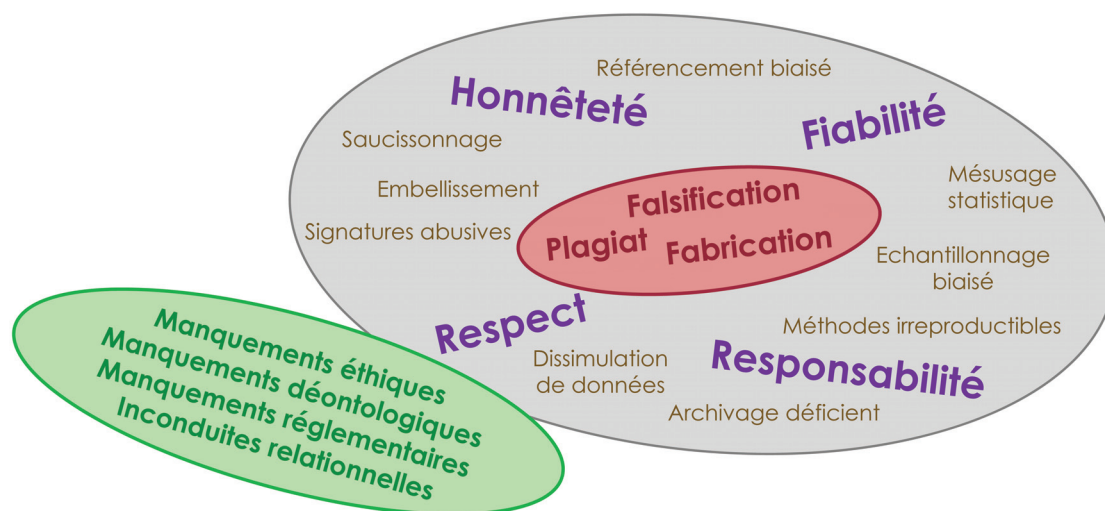 Référencement biaisé
Honnêteté
Fiabilité
Saucissonnage
Mésusage
statistique
Embellissement
Falsification
Signatures abusives
Plagiat
Fabrication
Echantillonnage
biaisé
Respect
Méthodes irreproductibles
Dissimulation
de données
Responsabilité
Archivage déficient
Manquements éthiques
Manquements déontologiques
Manquements réglementaires
Inconduites relationnelles